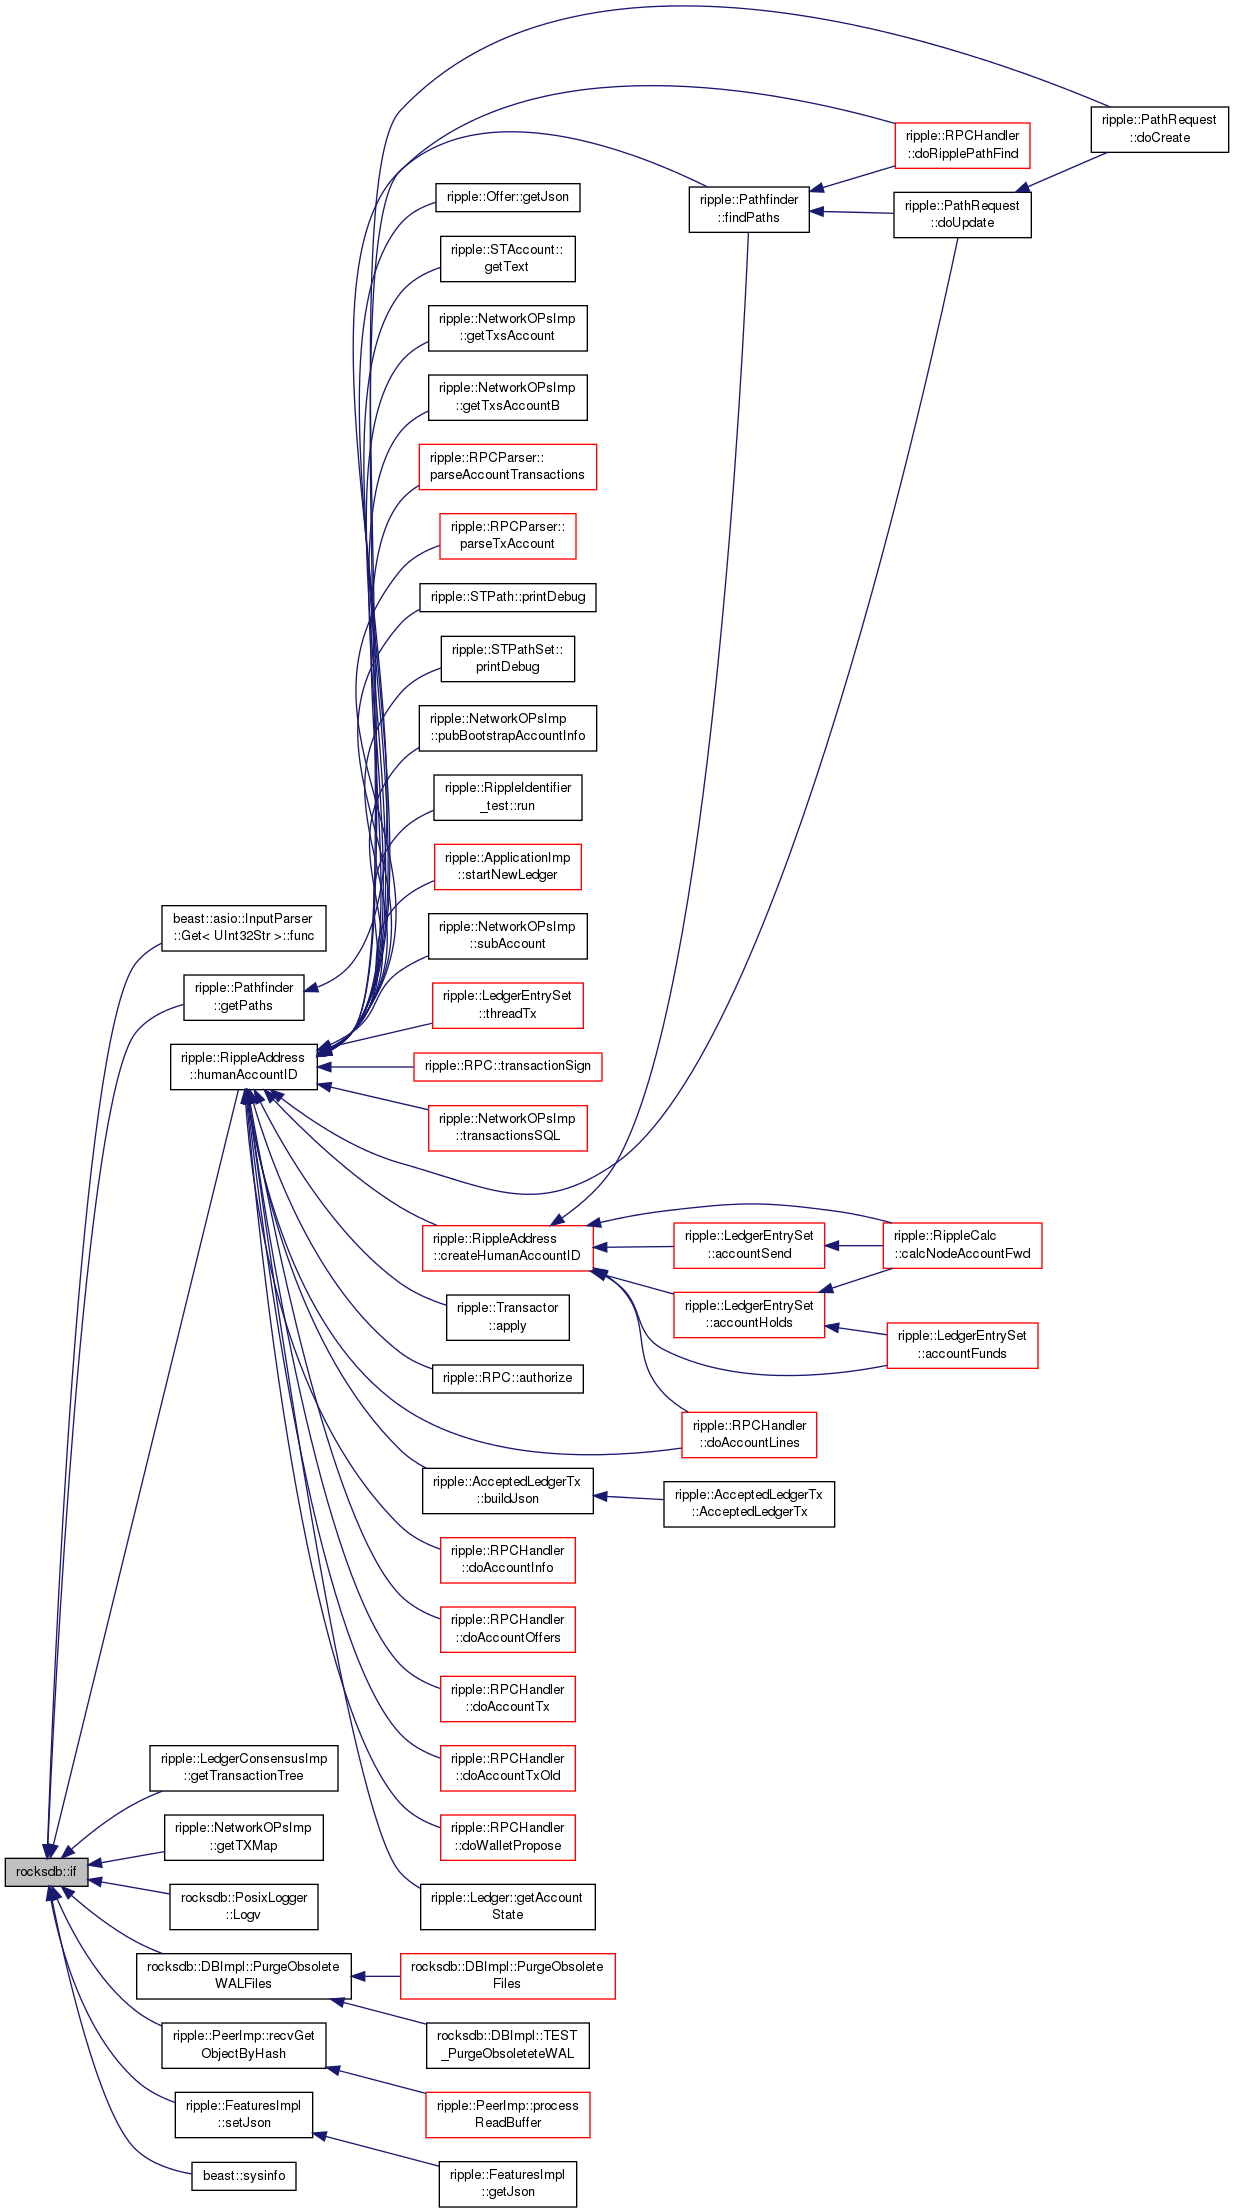 ripple::PathRequest
::doCreate
ripple::RPCHandler
::doRipplePathFind
ripple::Pathfinder
::findPaths
ripple::PathRequest
::doUpdate
ripple::Offer::getJson
ripple::STAccount::
getText
ripple::NetworkOPsImp
::getTxsAccount
ripple::NetworkOPsImp
::getTxsAccountB
ripple::RPCParser::
parseAccountTransactions
ripple::RPCParser::
parseTxAccount
ripple::STPath::printDebug
ripple::STPathSet::
printDebug
ripple::NetworkOPsImp
::pubBootstrapAccountInfo
ripple::RippleIdentifier
_test::run
ripple::ApplicationImp
::startNewLedger
beast::asio::InputParser
::Get< UInt32Str >::func
ripple::NetworkOPsImp
::subAccount
ripple::Pathfinder
::getPaths
ripple::LedgerEntrySet
::threadTx
ripple::RippleAddress
::humanAccountID
ripple::RPC::transactionSign
ripple::NetworkOPsImp
::transactionsSQL
ripple::RippleAddress
::createHumanAccountID
ripple::LedgerEntrySet
::accountSend
ripple::RippleCalc
::calcNodeAccountFwd
ripple::Transactor
::apply
ripple::LedgerEntrySet
::accountHolds
ripple::LedgerEntrySet
::accountFunds
ripple::RPC::authorize
ripple::RPCHandler
::doAccountLines
ripple::AcceptedLedgerTx
::buildJson
ripple::AcceptedLedgerTx
::AcceptedLedgerTx
ripple::RPCHandler
::doAccountInfo
ripple::RPCHandler
::doAccountOffers
ripple::RPCHandler
::doAccountTx
ripple::LedgerConsensusImp
::getTransactionTree
ripple::RPCHandler
::doAccountTxOld
ripple::NetworkOPsImp
::getTXMap
ripple::RPCHandler
::doWalletPropose
rocksdb::if
rocksdb::PosixLogger
::Logv
ripple::Ledger::getAccount
State
rocksdb::DBImpl::PurgeObsolete
WALFiles
rocksdb::DBImpl::PurgeObsolete
Files
ripple::PeerImp::recvGet
ObjectByHash
rocksdb::DBImpl::TEST
_PurgeObsoleteteWAL
ripple::FeaturesImpl
::setJson
ripple::PeerImp::process
ReadBuffer
beast::sysinfo
ripple::FeaturesImpl
::getJson